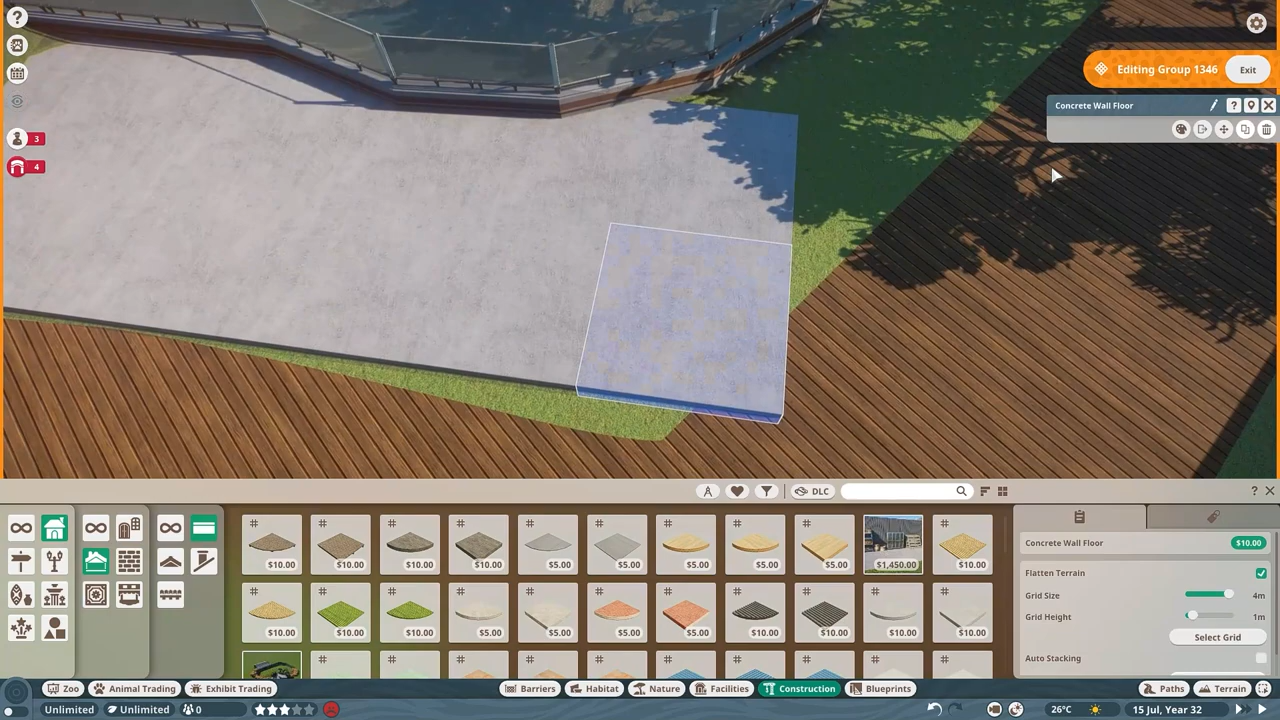 ?
Editing Group 1346
Exit
Concrete Wall Floor
?
3
4
DLC
?
$10.00 $10.00 $10.00 $10.00 $5.00 $5.00 $5.00 $5.00 $5.00 $1,450.00 $10.00
$10.00 $10.00 $10.00 $5.00 $5.00 $5.00 $5.00 $10.00 $10.00 $10.00 $10.00
Concrete Wall Floor $10.00
Flatten Terrain
Grid Size 4m
Grid Height 1m
Select Grid
Auto Stacking
Zoo Animal Trading Exhibit Trading Barriers Habitat Nature Facilities Construction Blueprints Paths Terrain
Unlimited Unlimited 0 26°C 15 Jul, Year 32